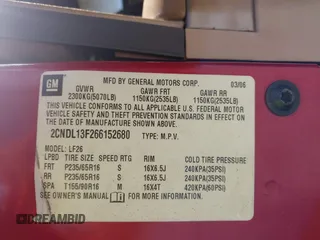 GM
MFD BY GENERAL MOTORS CORP. 03/06
GVWR GAWR FRT GAWR RR
2300KG(5070LB) 1150KG(2535LB) 1150KG(2535LB)
THIS VEHICLE CONFORMS TO ALL APPLICABLE U.S. FEDERAL MOTOR
VEHICLE SAFETY AND THEFT PREVENTION STANDARDS IN EFFECT
ON THE DATE OF MANUFACTURE SHOWN ABOVE.
2CNDL13F266152680 TYPE: M.P.V.
MODEL: LF26
LPBD TIRE SIZE SPEED RTG RIM COLD TIRE PRESSURE
FRT P235/65R16 S 16X6.5J 240KPA(35PSI)
RR P235/65R16 S 16X6.5J 240KPA(35PSI)
SPA T155/90R16 M 16X4T 420KPA(60PSI)
SEE OWNER'S MANUAL FOR ADDITIONAL INFORMATION.
CREAMBID